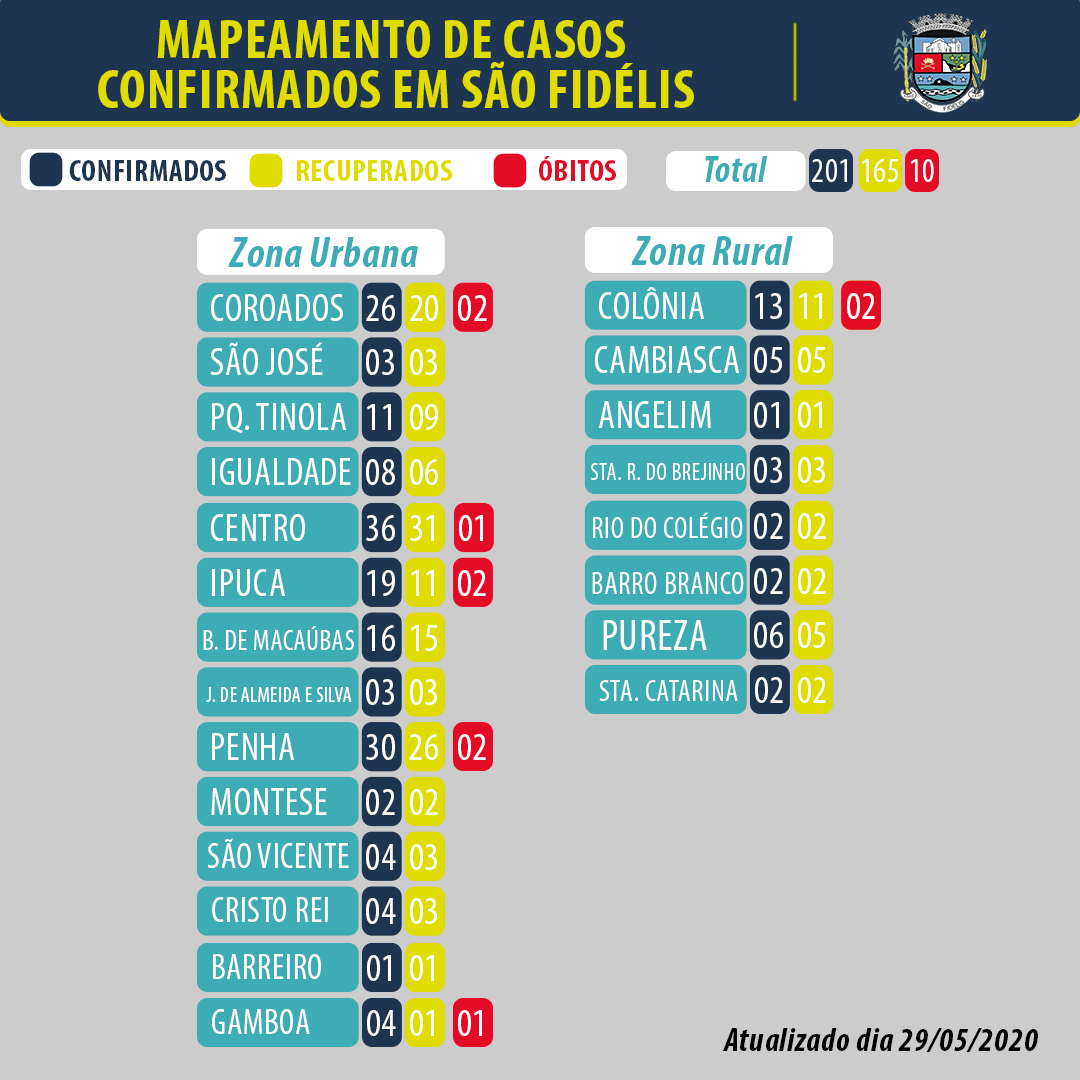 MAPEAMENTO DE CASOS
CONFIRMADOS EM SÃO FIDÉLIS
SÃO FIDELIS
CONFIRMADOS RECUPERADOS ÓBITOS
Total 201 165 10
Zona Urbana
COROADOS 26 20 02
SÃO JOSÉ 03 03
PQ. TINOLA 11 09
IGUALDADE 08 06
CENTRO 36 31 01
IPUCA 19 11 02
B. DE MACAÚBAS 16 15
J. DE ALMEIDA E SILVA 03 03
PENHA 30 26 02
MONTESE 02 02
SÃO VICENTE 04 03
CRISTO REI 04 03
BARREIRO 01 01
GAMBOA 04 01 01
Zona Rural
COLÔNIA 13 11 02
CAMBIASCA 05 05
ANGELIM 01 01
STA. R. DO BREJINHO 03 03
RIO DO COLÉGIO 02 02
BARRO BRANCO 02 02
PUREZA 06 05
STA. CATARINA 02 02
Atualizado dia 29/05/2020